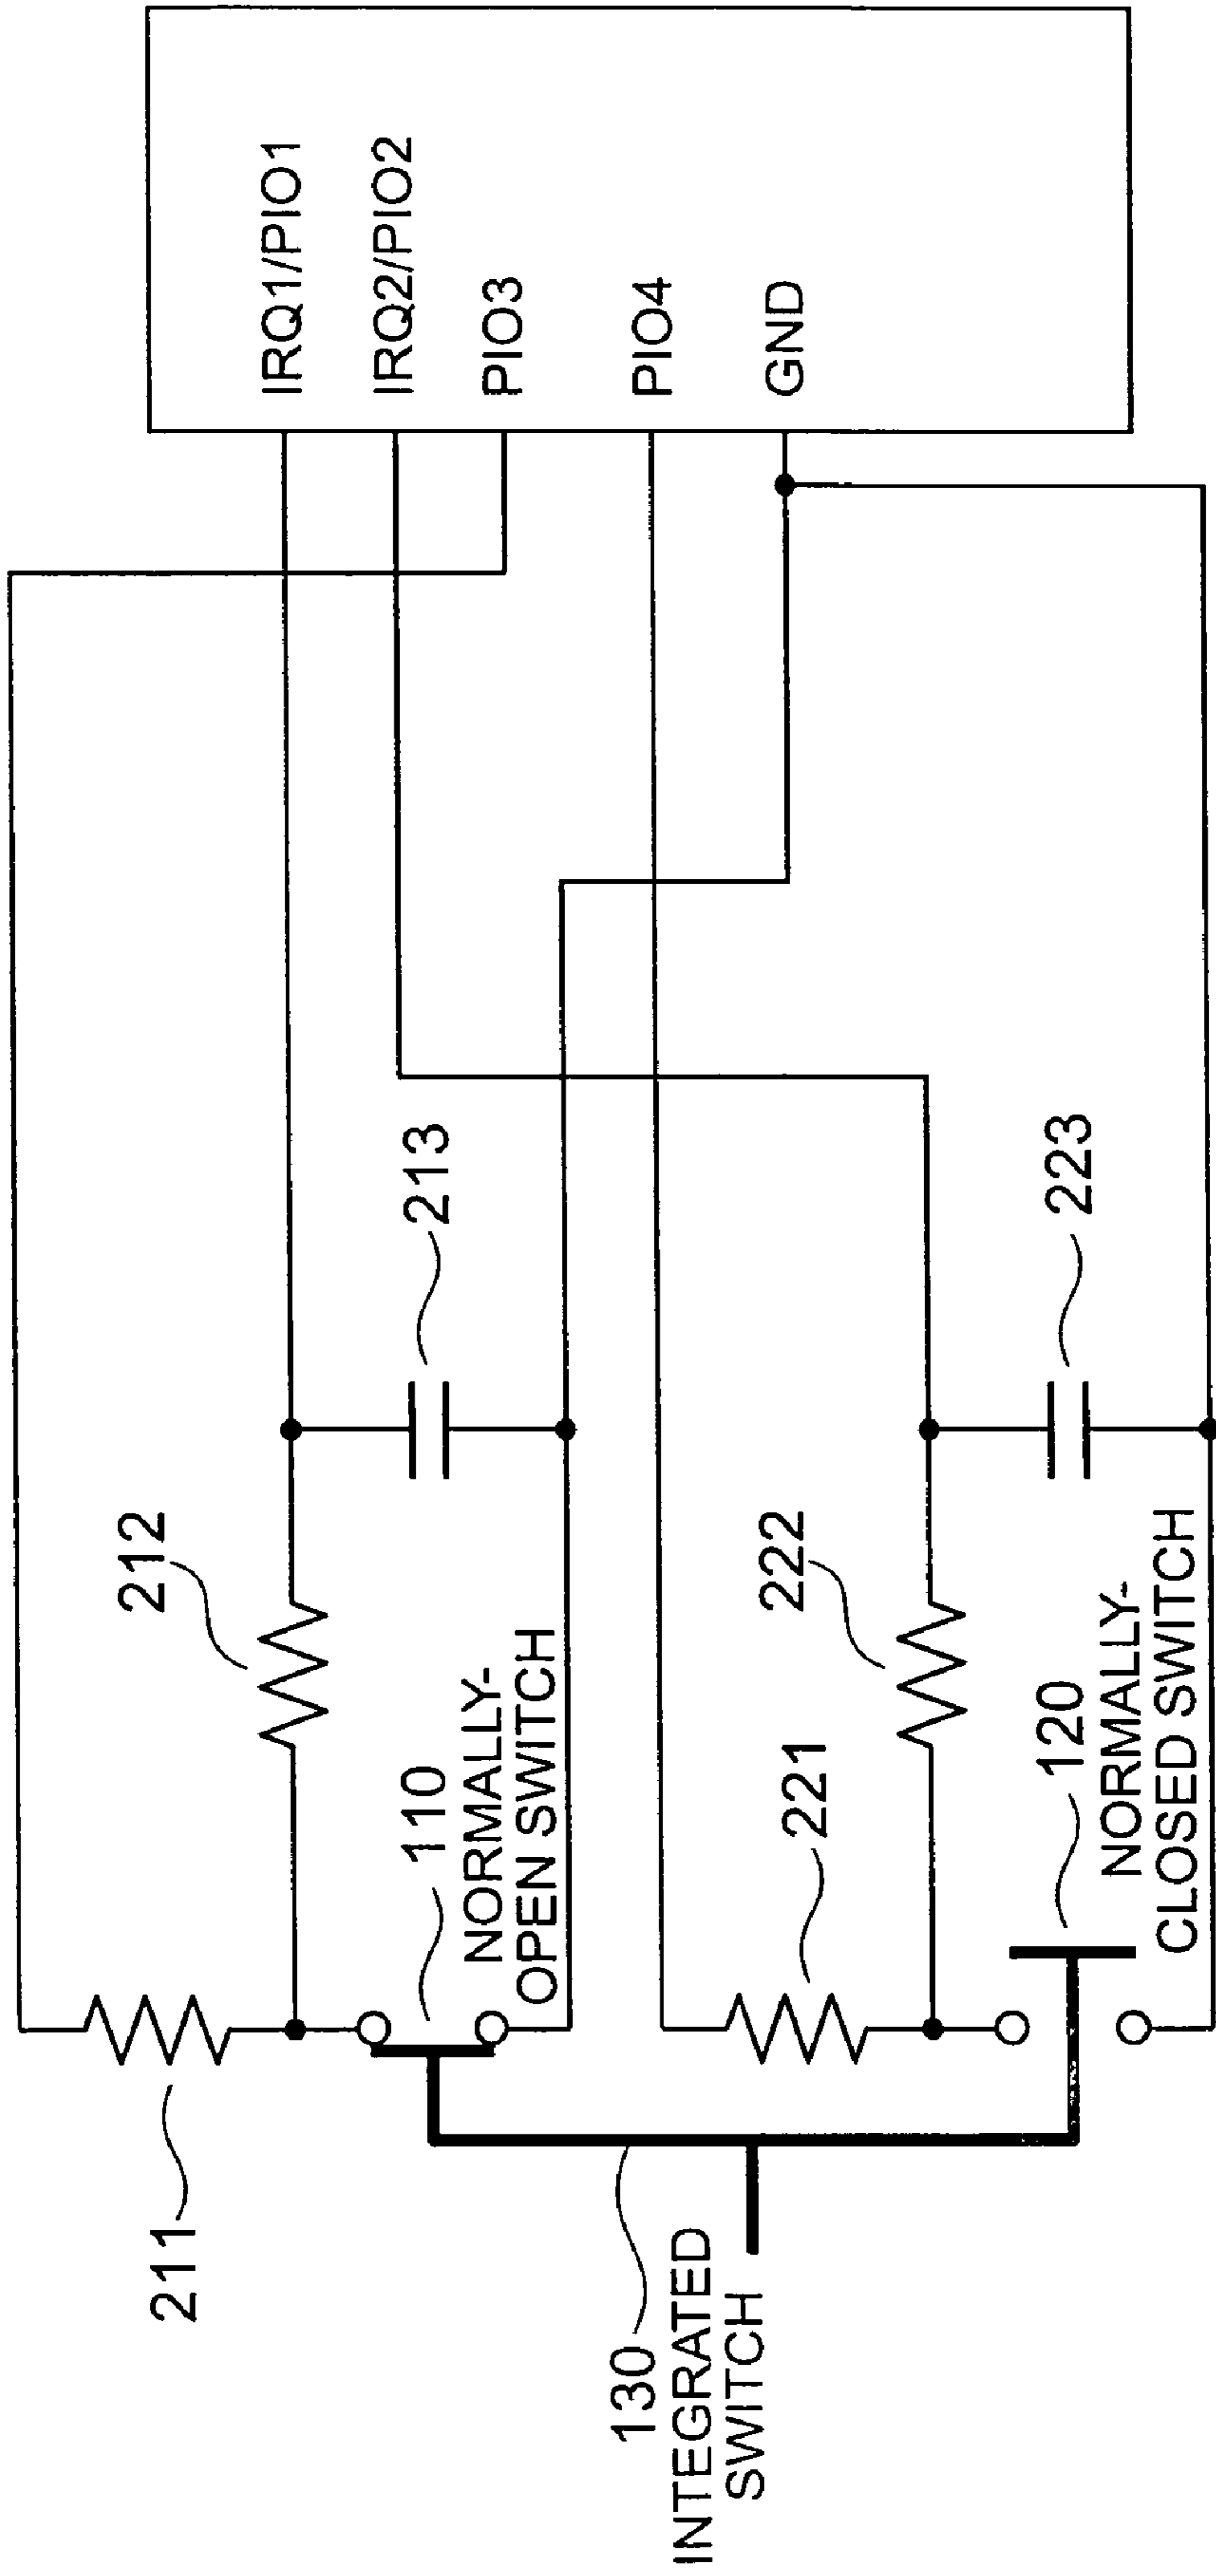 211
212
213
110
NORMALLY-
OPEN SWITCH
130
INTEGRATED
SWITCH
221
222
223
120
NORMALLY-
CLOSED SWITCH
IRQ1/PIO1
IRQ2/PIO2
PIO3
PIO4
GND